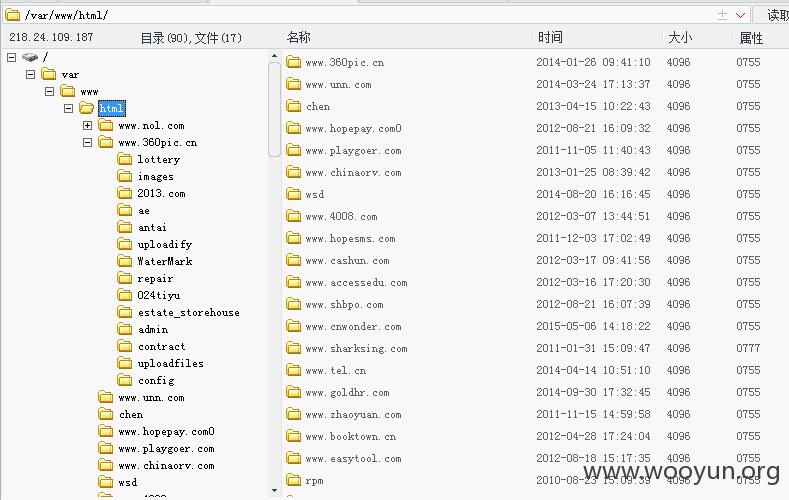 /var/www/html/ 读取
218.24.109.187 目录(90),文件(17) 名称 时间 大小 属性
/
var
www
html
www.nol.com
www.360pic.cn
lottery
images
2013.com
ae
antai
uploadify
WaterMark
repair
024tiyu
estate_storehouse
admin
contract
uploadfiles
config
www.unn.com
chen
www.hopepay.com0
www.playgoer.com
www.chinaorv.com
wsd
www.360pic.cn 2014-01-26 09:41:10 4096 0755
www.unn.com 2014-03-24 17:13:37 4096 0755
chen 2013-04-15 10:22:43 4096 0755
www.hopepay.com0 2012-08-21 16:09:32 4096 0755
www.playgoer.com 2011-11-05 11:40:43 4096 0755
www.chinaorv.com 2013-01-25 08:39:42 4096 0755
wsd 2014-08-20 16:16:45 4096 0755
www.4008.com 2012-03-07 13:44:51 4096 0755
www.hopesms.com 2011-12-03 17:02:49 4096 0755
www.cashun.com 2012-03-17 09:41:56 4096 0755
www.accessedu.com 2012-03-16 17:20:30 4096 0755
www.shbpo.com 2012-08-21 16:07:39 4096 0755
www.cnwonder.com 2015-05-06 14:18:22 4096 0755
www.sharksing.com 2011-01-31 15:09:47 4096 0777
www.tel.cn 2014-04-14 10:51:10 4096 0755
www.goldhr.com 2014-09-30 17:32:45 4096 0755
www.zhaoyuan.com 2011-11-15 14:59:58 4096 0755
www.booktown.cn 2012-04-28 17:24:04 4096 0755
www.easytool.com 2012-08-18 15:17:35 4096 0755
rpm 2010-08-23 15:09:39 4096 0755
www.wooyun.org